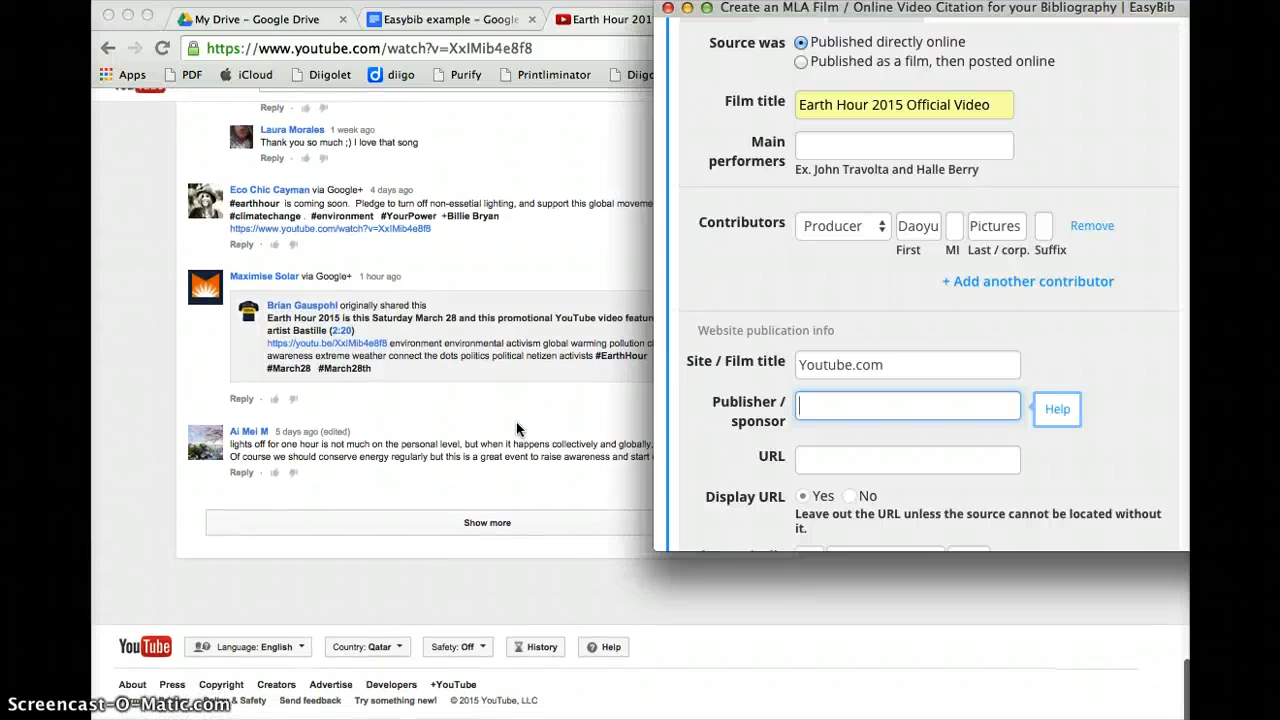 My Drive - Google Drive
Easybib example - Google
Earth Hour 201
Create an MLA Film / Online Video Citation for your Bibliography | EasyBib
https://www.youtube.com/watch?v=XxIMib4e8f8
Apps PDF iCloud Diigolet diigo Purify Printliminator Diigo
Reply
Laura Morales 1 week ago
Thank you so much ;) I love that song
Reply
Eco Chic Cayman via Google+ 4 days ago
#earthhour is coming soon. Pledge to turn off non-essetial lighting, and support this global moveme
#climatechange . #environment #YourPower +Billie Bryan
https://www.youtube.com/watch?v=XxIMib4e8f8
Reply
Maximise Solar via Google+ 1 hour ago
Brian Gauspohl originally shared this
Earth Hour 2015 is this Saturday March 28 and this promotional YouTube video featur
artist Bastille (2:20)
https://youtu.be/XxIMib4e8f8 environment environmental activism global warming pollution c
awareness extreme weather connect the dots politics political netizen activists #EarthHour
#March28 #March28th
Reply
Ai Mei M 5 days ago (edited)
lights off for one hour is not much on the personal level, but when it happens collectively and globally,
Of course we should conserve energy regularly but this is a great event to raise awareness and start
Reply
Show more
Source was Published directly online
Published as a film, then posted online
Film title Earth Hour 2015 Official Video
Main
performers
Ex. John Travolta and Halle Berry
Contributors Producer Daoyu Pictures Remove
First MI Last / corp. Suffix
+ Add another contributor
Website publication info
Site / Film title Youtube.com
Publisher /
sponsor
Help
URL
Display URL Yes No
Leave out the URL unless the source cannot be located without
it.
YouTube Language: English Country: Qatar Safety: Off History Help
About Press Copyright Creators Advertise Developers +YouTube
Policy & Safety Send feedback Try something new! © 2015 YouTube, LLC
Screencast-O-Matic.com